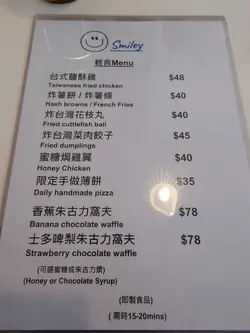 Smiley
輕食Menu
台式鹽酥雞 $48
Taiwanese fried chicken
炸薯餅 / 炸薯條 $40
Hash browns / French Fries
炸台灣花枝丸 $40
Fried cuttlefish ball
炸台灣菜肉餃子 $45
Fried dumplings
蜜糖焗雞翼 $40
Honey Chicken
限定手做薄餅 $35
Daily handmade pizza
香蕉朱古力窩夫 $78
Banana chocolate waffle
士多啤梨朱古力窩夫 $78
Strawberry chocolate waffle
(可選蜜糖或朱古力漿)
(Honey or Chocolate Syrup)
(即製食品)
( 需時15-20mins)